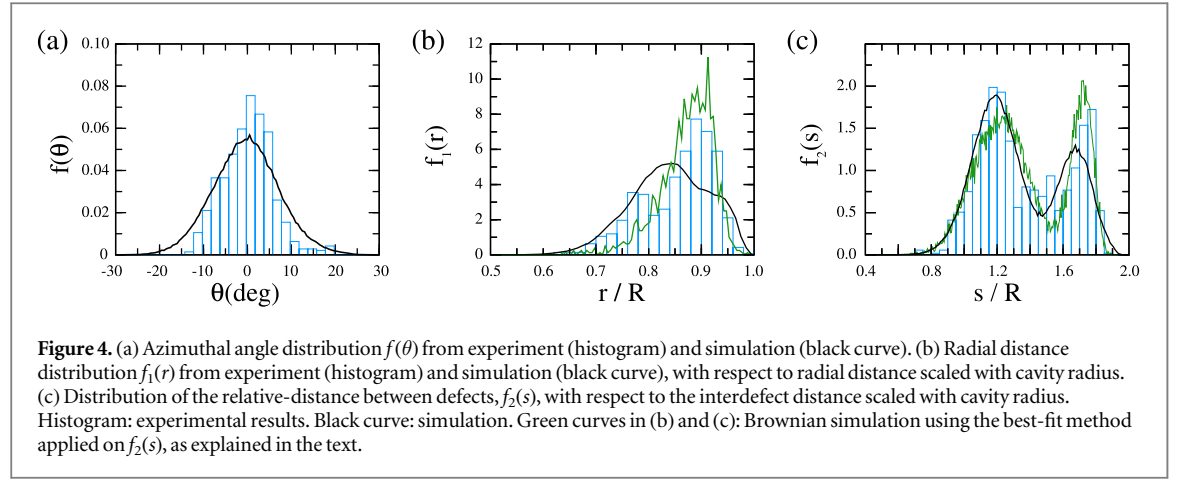 (a)
0.10
0.08
0.06
0.04
0.02
0
f(θ)
-30 -20 -10 0 10 20 30
θ(deg)
(b)
12
10
8
6
4
2
0
f₁(r)
0.5 0.6 0.7 0.8 0.9 1.0
r / R
(c)
2.0
1.5
1.0
0.5
0.0
f₂(s)
0.4 0.8 1.2 1.6 2.0
s / R
Figure 4. (a) Azimuthal angle distribution f(θ) from experiment (histogram) and simulation (black curve). (b) Radial distance
distribution f₁(r) from experiment (histogram) and simulation (black curve), with respect to radial distance scaled with cavity radius.
(c) Distribution of the relative-distance between defects, f₂(s), with respect to the interdefect distance scaled with cavity radius.
Histogram: experimental results. Black curve: simulation. Green curves in (b) and (c): Brownian simulation using the best-fit method
applied on f₂(s), as explained in the text.